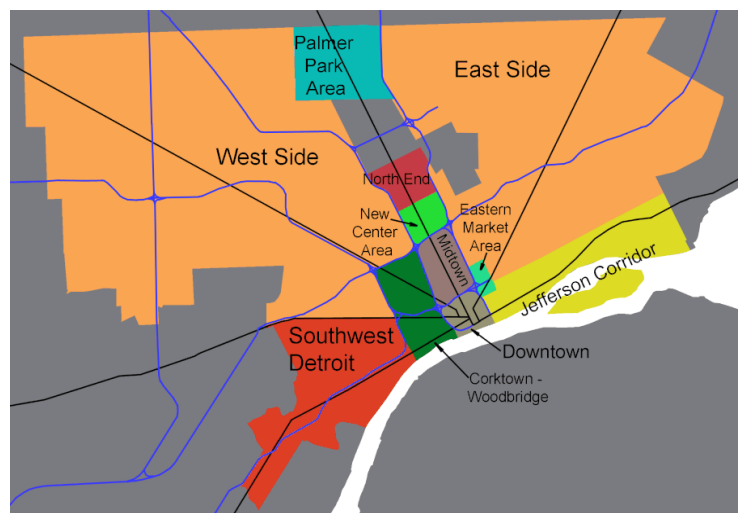 Palmer
Park
Area
East Side
West Side
North End
New
Center
Area
Eastern
Market
Area
Midtown
Jefferson Corridor
Southwest
Detroit
Downtown
Corktown -
Woodbridge